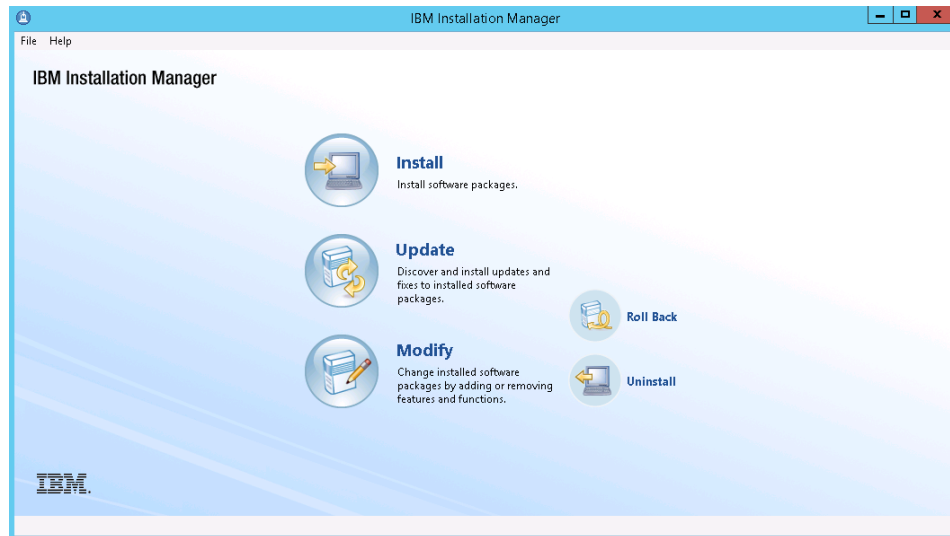 IBM Installation Manager
File Help
IBM Installation Manager
Install
Install software packages.
Update
Discover and install updates and
fixes to installed software
packages.
Roll Back
Modify
Change installed software
packages by adding or removing
features and functions.
Uninstall
IBM.